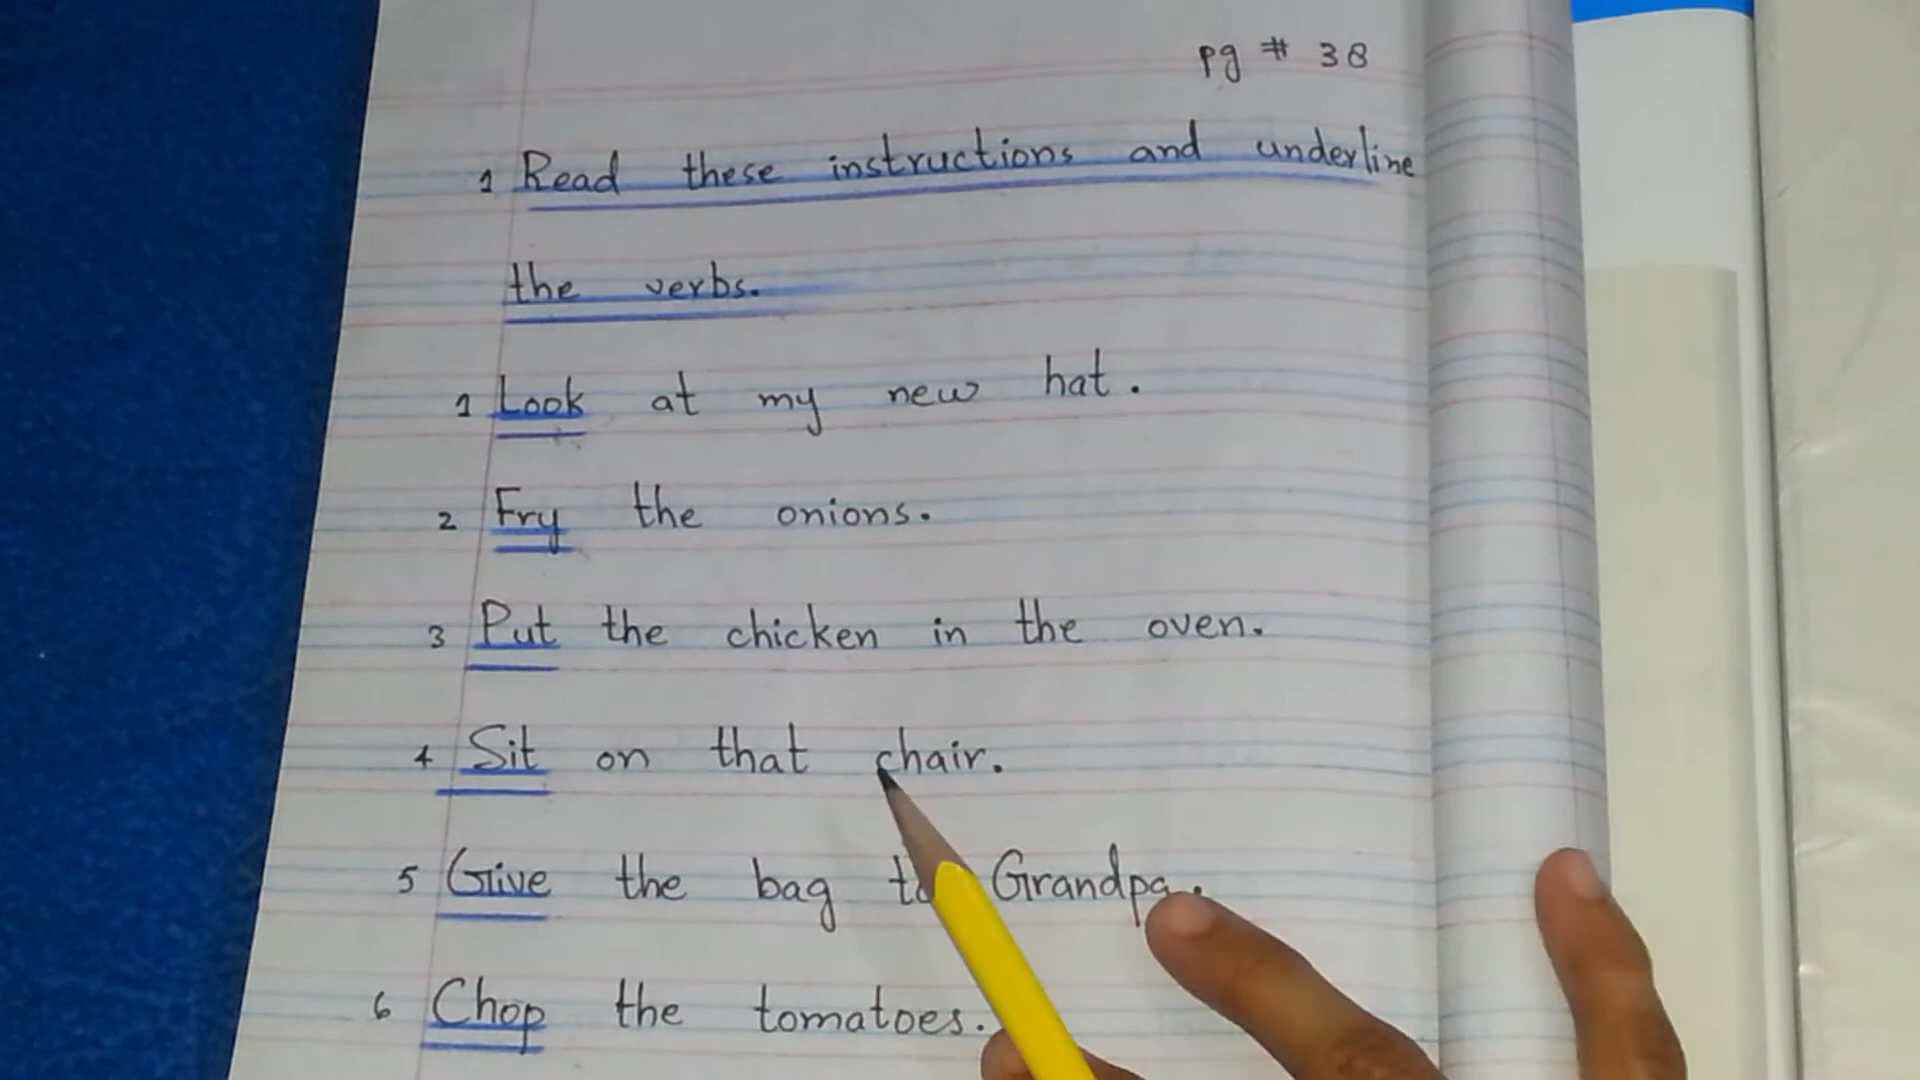 pg # 38
1 Read these instructions and underline
the verbs.
1 Look at my new hat.
2 Fry the onions.
3 Put the chicken in the oven.
4 Sit on that chair.
5 Give the bag to Grandpa.
6 Chop the tomatoes.